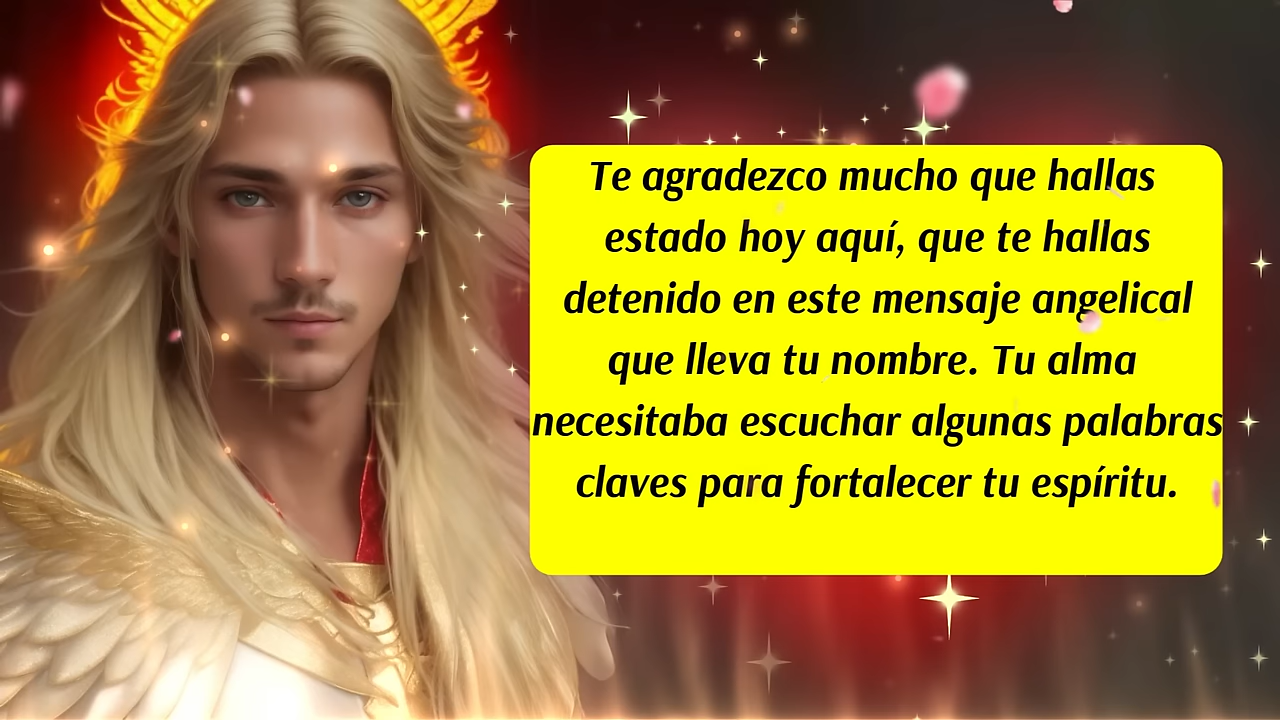 Te agradezco mucho que hallas
estado hoy aquí, que te hallas
detenido en este mensaje angelical
que lleva tu nombre. Tu alma
necesitaba escuchar algunas palabras
claves para fortalecer tu espíritu.